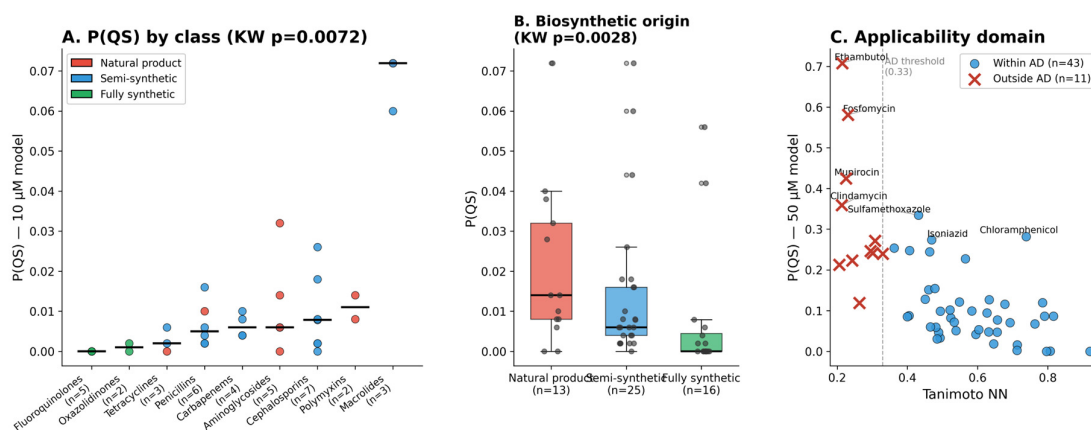 A. P(QS) by class (KW p=0.0072)
P(QS) — 10 μM model
0.07
0.06
0.05
0.04
0.03
0.02
0.01
0.00
Natural product
Semi-synthetic
Fully synthetic
Fluoroquinolones
(n=5)
Oxazolidinones
(n=2)
Tetracyclines
(n=3)
Penicillins
(n=6)
Carbapenems
(n=4)
Aminoglycosides
(n=5)
Cephalosporins
(n=7)
Polymyxins
(n=2)
Macrolides
(n=3)
B. Biosynthetic origin
(KW p=0.0028)
P(QS)
0.07
0.06
0.05
0.04
0.03
0.02
0.01
0.00
Natural product
(n=13)
Semi-synthetic
(n=25)
Fully synthetic
(n=16)
C. Applicability domain
P(QS) — 50 μM model
0.7
0.6
0.5
0.4
0.3
0.2
0.1
0.0
Ethambutol
AD threshold
(0.33)
Within AD (n=43)
Outside AD (n=11)
Fosfomycin
Mupirocin
Clindamycin
Sulfamethoxazole
Isoniazid
Chloramphenicol
0.2
0.4
0.6
0.8
Tanimoto NN